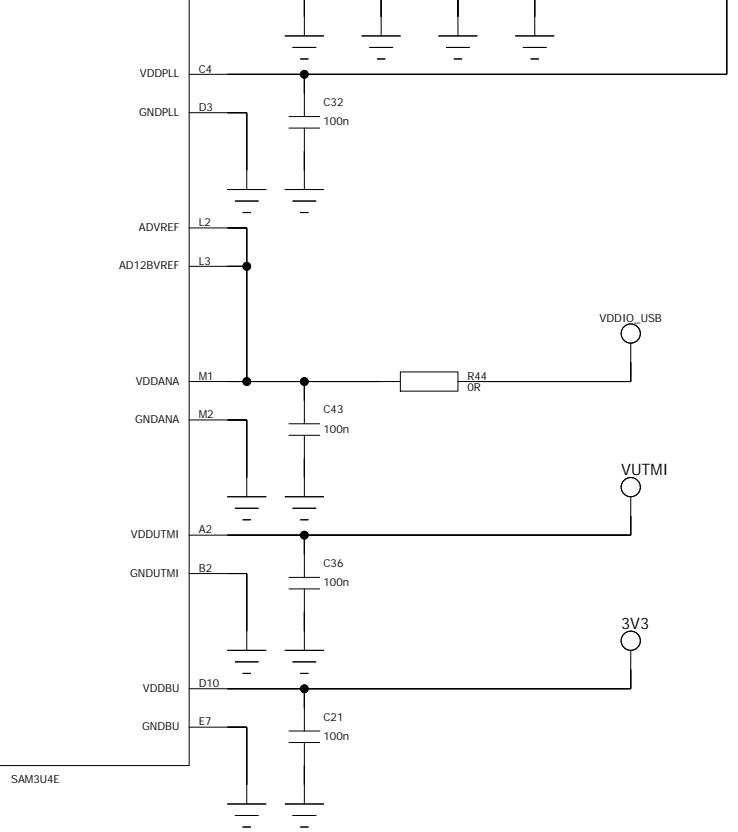 VDDPLL C4
C32
100n
GNDPLL D3
ADVREF L2
AD12BVREF L3
VDDIO_USB
VDDANA M1
R44
0R
C43
100n
GNDANA M2
VUTMI
VDDUTMI A2
C36
100n
GNDUTMI B2
3V3
VDDBU D10
C21
100n
GNDBU E7
SAM3U4E